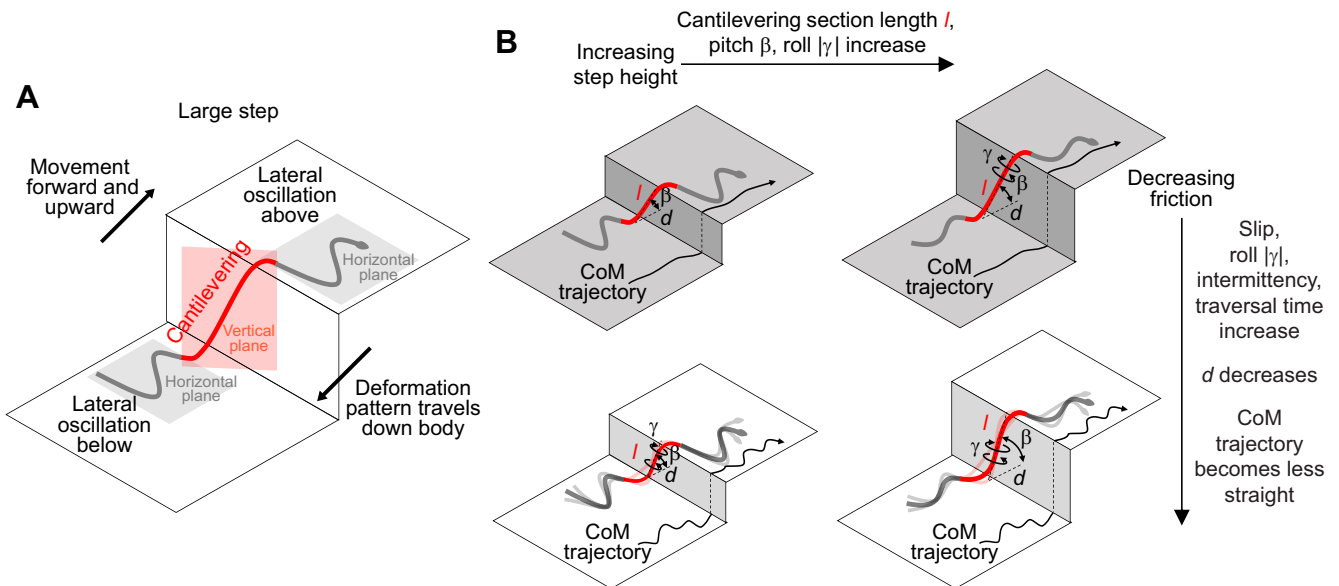 A
Large step
Movement
forward and
upward
Lateral
oscillation
above
Horizontal
plane
Cantilevering
Vertical
plane
Horizontal
plane
Lateral
oscillation
below
Deformation
pattern travels
down body
B
Increasing
step height
Cantilevering section length l,
pitch β, roll |γ| increase
l
β
d
CoM
trajectory
γ
l
β
d
CoM
trajectory
Decreasing
friction
Slip,
roll |γ|,
intermittency,
traversal time
increase
d decreases
CoM
trajectory
becomes less
straight
γ
l
β
d
CoM
trajectory
l
γ
β
d
CoM
trajectory